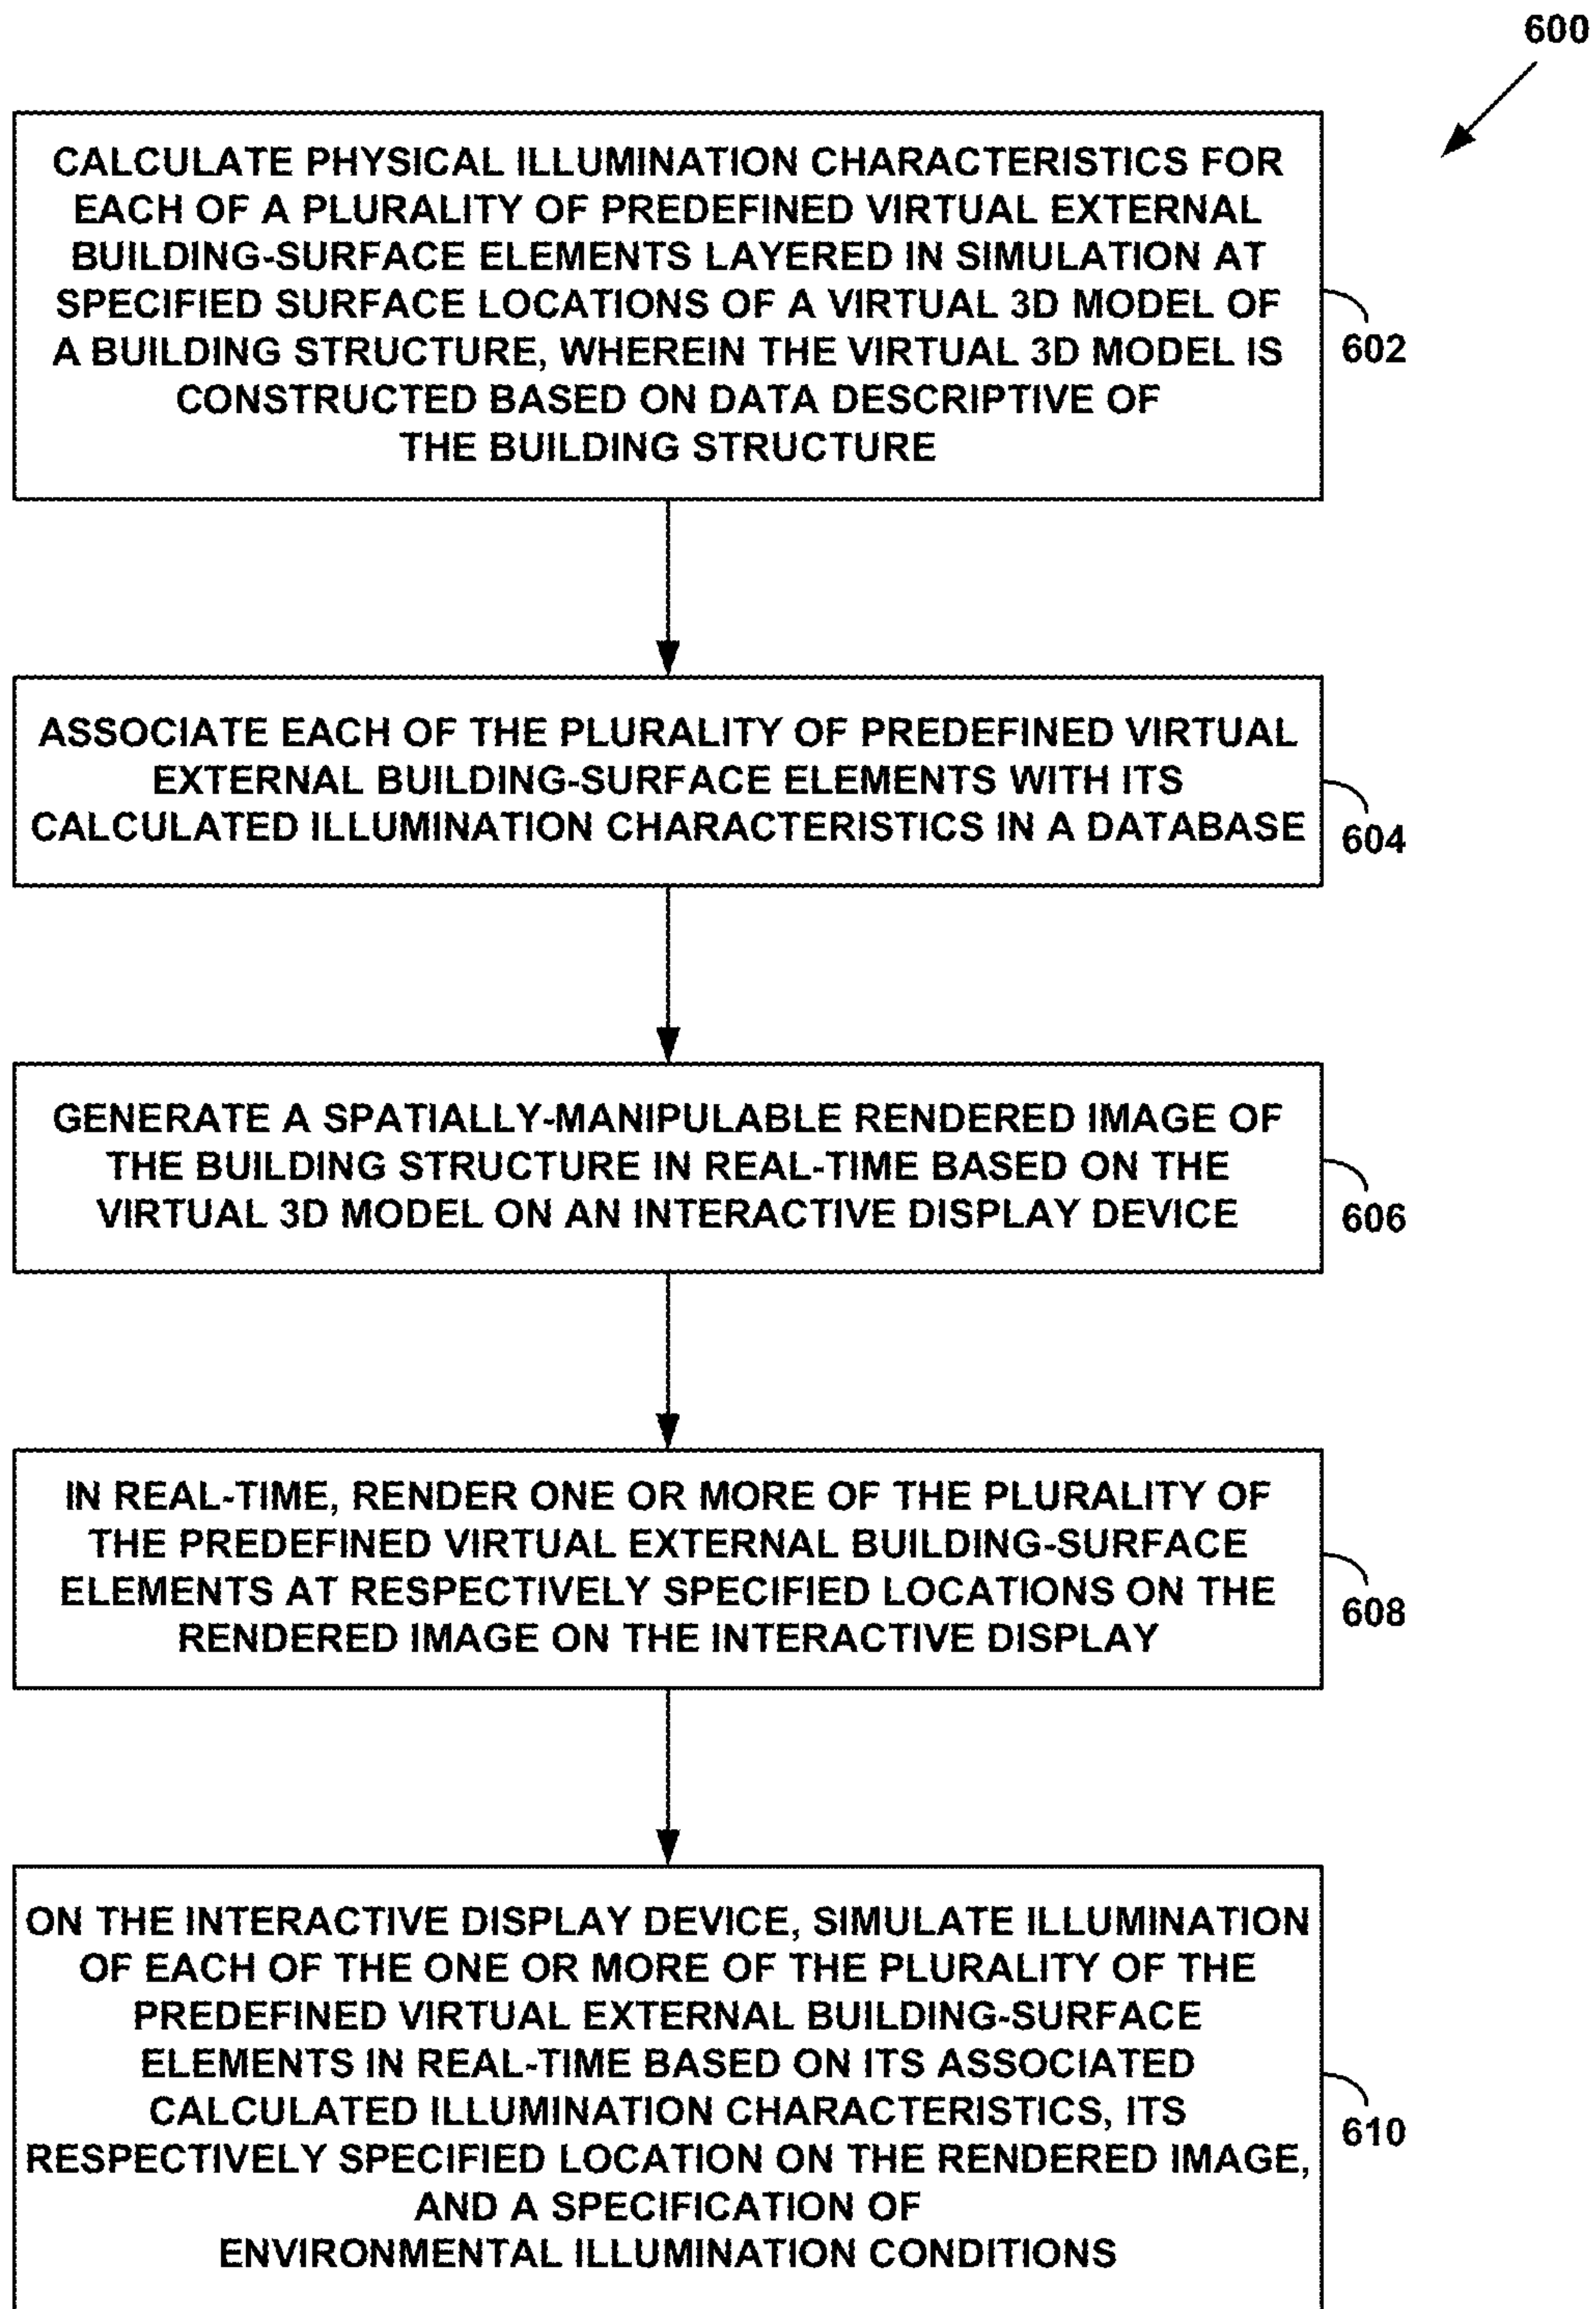 600
CALCULATE PHYSICAL ILLUMINATION CHARACTERISTICS FOR
EACH OF A PLURALITY OF PREDEFINED VIRTUAL EXTERNAL
BUILDING-SURFACE ELEMENTS LAYERED IN SIMULATION AT
SPECIFIED SURFACE LOCATIONS OF A VIRTUAL 3D MODEL OF
A BUILDING STRUCTURE, WHEREIN THE VIRTUAL 3D MODEL IS
CONSTRUCTED BASED ON DATA DESCRIPTIVE OF
THE BUILDING STRUCTURE
602
ASSOCIATE EACH OF THE PLURALITY OF PREDEFINED VIRTUAL
EXTERNAL BUILDING-SURFACE ELEMENTS WITH ITS
CALCULATED ILLUMINATION CHARACTERISTICS IN A DATABASE
604
GENERATE A SPATIALLY-MANIPULABLE RENDERED IMAGE OF
THE BUILDING STRUCTURE IN REAL-TIME BASED ON THE
VIRTUAL 3D MODEL ON AN INTERACTIVE DISPLAY DEVICE
606
IN REAL-TIME, RENDER ONE OR MORE OF THE PLURALITY OF
THE PREDEFINED VIRTUAL EXTERNAL BUILDING-SURFACE
ELEMENTS AT RESPECTIVELY SPECIFIED LOCATIONS ON THE
RENDERED IMAGE ON THE INTERACTIVE DISPLAY
608
ON THE INTERACTIVE DISPLAY DEVICE, SIMULATE ILLUMINATION
OF EACH OF THE ONE OR MORE OF THE PLURALITY OF THE
PREDEFINED VIRTUAL EXTERNAL BUILDING-SURFACE
ELEMENTS IN REAL-TIME BASED ON ITS ASSOCIATED
CALCULATED ILLUMINATION CHARACTERISTICS, ITS
RESPECTIVELY SPECIFIED LOCATION ON THE RENDERED IMAGE,
AND A SPECIFICATION OF
ENVIRONMENTAL ILLUMINATION CONDITIONS
610